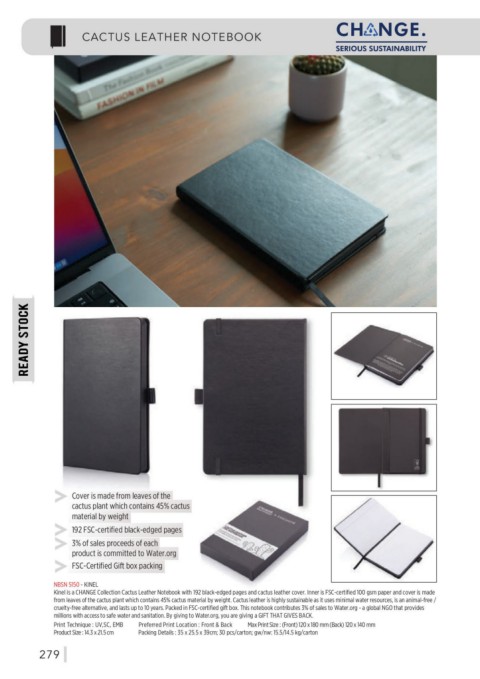 CACTUS LEATHER NOTEBOOK
CHANGE.
SERIOUS SUSTAINABILITY
The Fashion Book
FASHION IN FILM
READY STOCK
Cover is made from leaves of the
cactus plant which contains 45% cactus
material by weight
192 FSC-certified black-edged pages
3% of sales proceeds of each
product is committed to Water.org
FSC-Certified Gift box packing
NBSN 5150 - KINEL
Kinel is a CHANGE Collection Cactus Leather Notebook with 192 black-edged pages and cactus leather cover. Inner is FSC-certified 100 gsm paper and cover is made
from leaves of the cactus plant which contains 45% cactus material by weight. Cactus leather is highly sustainable as it uses minimal water resources, is an animal-free /
cruelty-free alternative, and lasts up to 10 years. Packed in FSC-certified gift box. This notebook contributes 3% of sales to Water.org - a global NGO that provides
millions with access to safe water and sanitation. By giving to Water.org, you are giving a GIFT THAT GIVES BACK.
Print Technique : UV,SC, EMB Preferred Print Location : Front & Back Max Print Size : (Front) 120 x 180 mm (Back) 120 x 140 mm
Product Size : 14.3 x 21.5 cm Packing Details : 35 x 25.5 x 39cm; 30 pcs/carton; gw/nw: 15.5/14.5 kg/carton
279